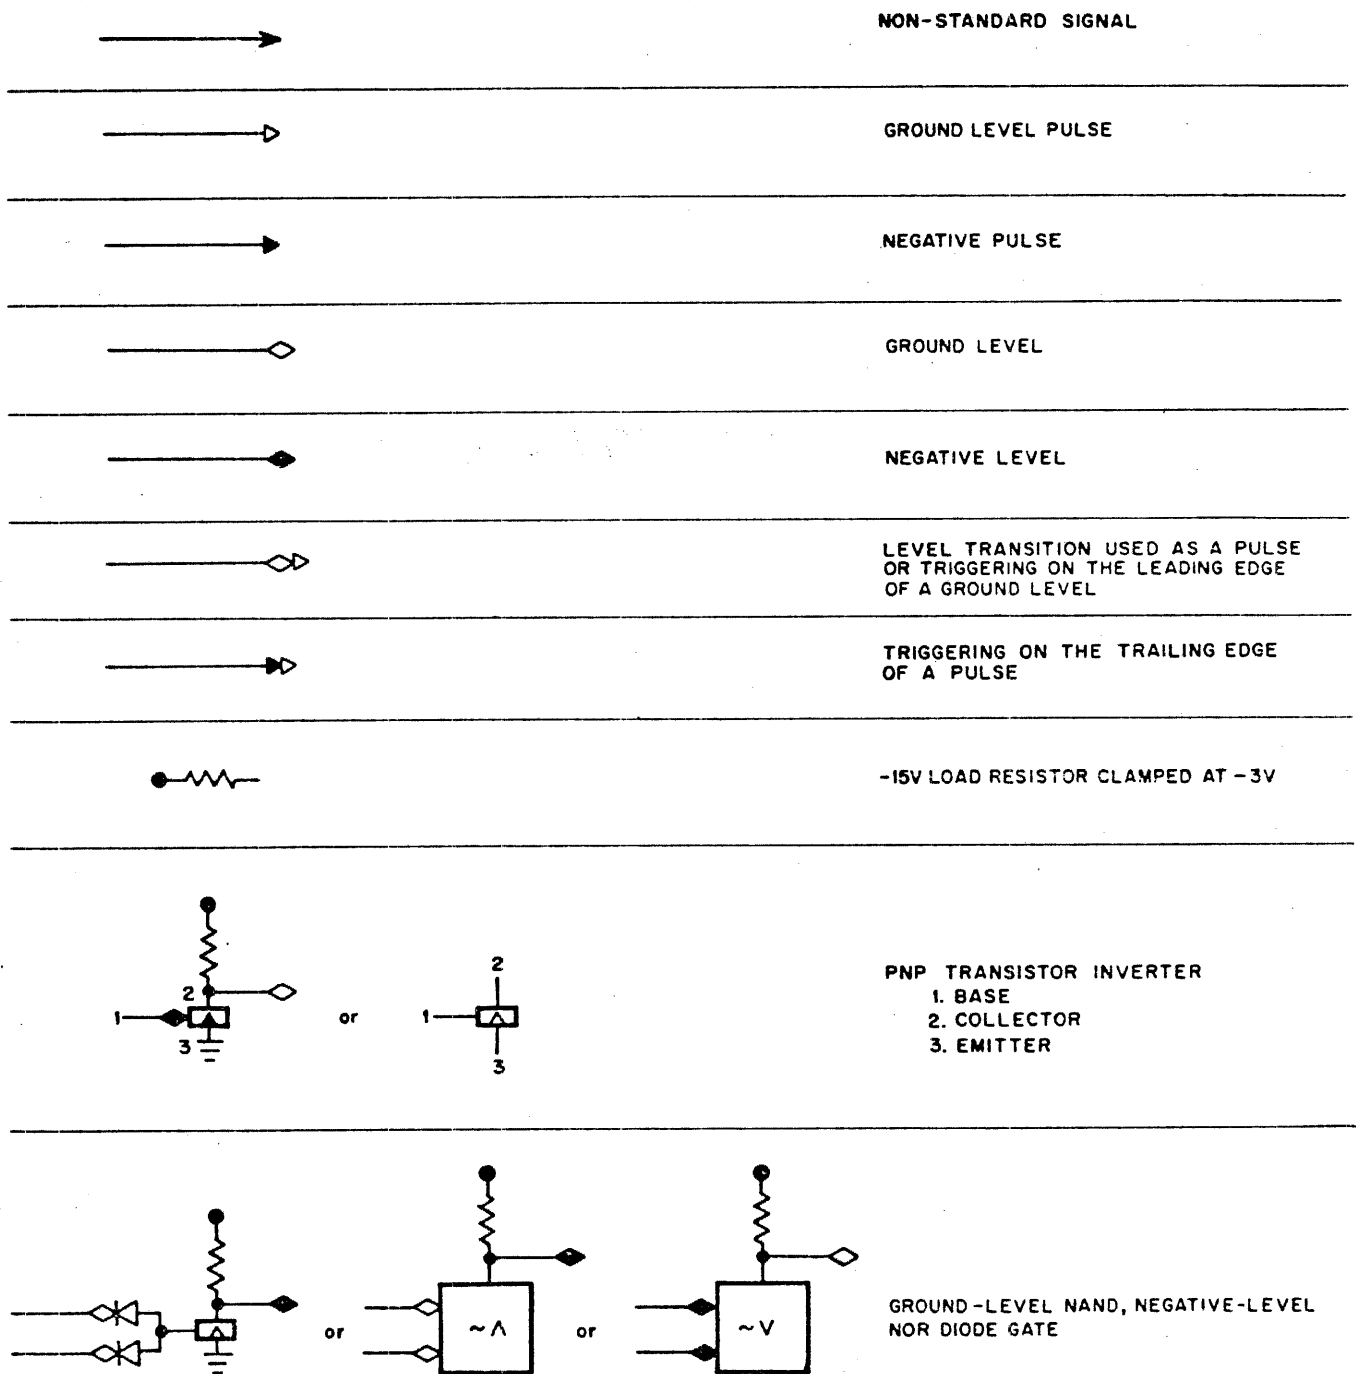 NON-STANDARD SIGNAL
GROUND LEVEL PULSE
NEGATIVE PULSE
GROUND LEVEL
NEGATIVE LEVEL
LEVEL TRANSITION USED AS A PULSE
OR TRIGGERING ON THE LEADING EDGE
OF A GROUND LEVEL
TRIGGERING ON THE TRAILING EDGE
OF A PULSE
-15V LOAD RESISTOR CLAMPED AT -3V
2
1
3
or
2
1
3
PNP TRANSISTOR INVERTER
1. BASE
2. COLLECTOR
3. EMITTER
or
~Λ
or
~V
GROUND-LEVEL NAND, NEGATIVE-LEVEL
NOR DIODE GATE